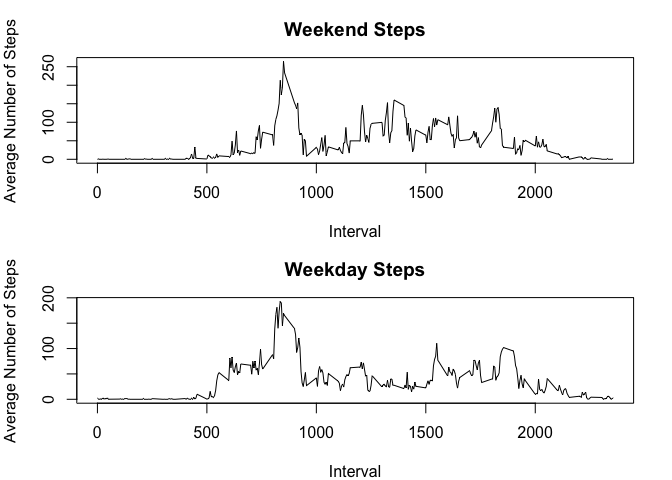 Weekend Steps
Average Number of Steps
250
100
0
0 500 1000 1500 2000
Interval
Weekday Steps
Average Number of Steps
200
100
0
0 500 1000 1500 2000
Interval